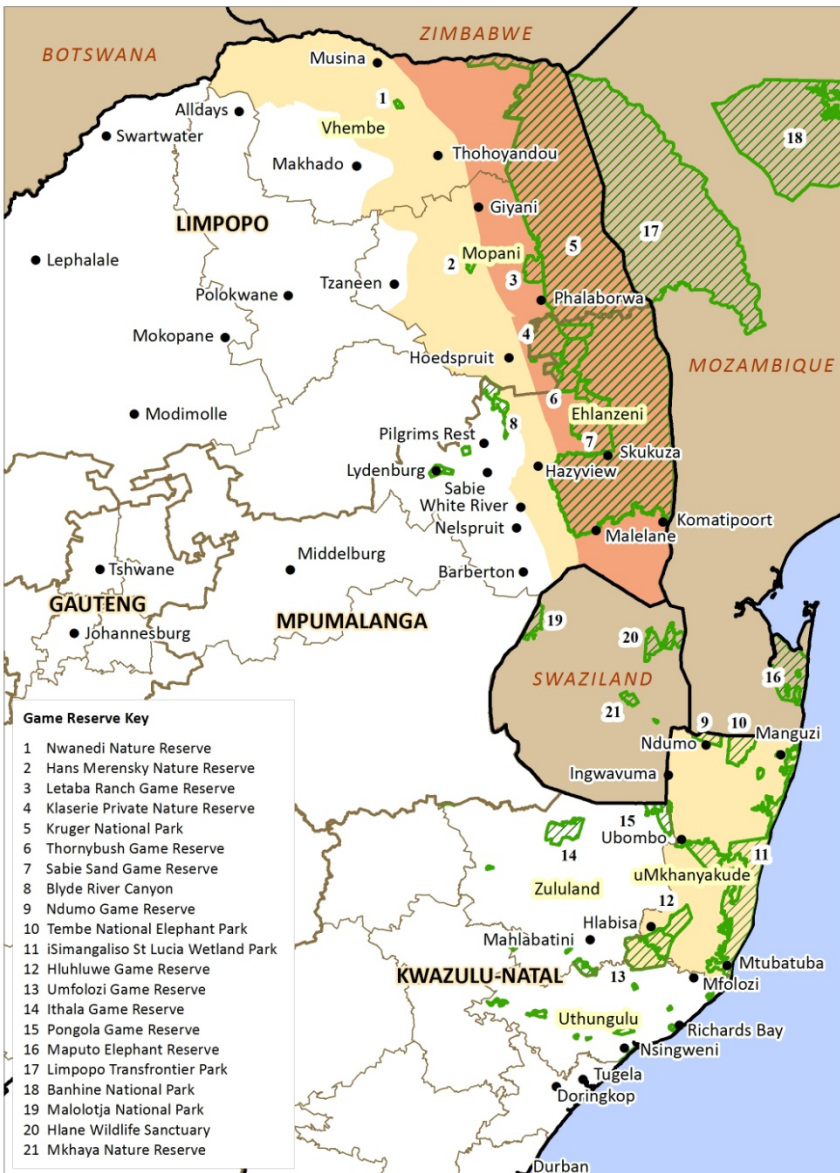 ZIMBABWE
BOTSWANA
Musina
1
Alldays
Vhembe
18
Swartwater
Makhado
Thohoyandou
Giyani
LIMPOPO
17
Mopani
5
Lephalale
2
3
Tzaneen
Polokwane
Phalaborwa
4
Mokopane
Hoedspruit
MOZAMBIQUE
6
Modimolle
Ehlanzeni
8
Pilgrims Rest
7
Skukuza
Lydenburg
Hazyview
Sabie
White River
Komatipoort
Nelspruit
Malelane
Tshwane
Middelburg
Barberton
GAUTENG
MPUMALANGA
Johannesburg
19
20
SWAZILAND
16
21
9
10
Ndumo
Manguzi
Ingwavuma
15
Ubombo
14
11
uMkhanyakude
Zululand
12
Hlabisa
Mahlabatini
Mtubatuba
KWAZULU-NATAL
13
Mfolozi
Uthungulu
Richards Bay
Nsingweni
Tugela
Doringkop
Durban
Game Reserve Key
1 Nwanedi Nature Reserve
2 Hans Merensky Nature Reserve
3 Letaba Ranch Game Reserve
4 Klaserie Private Nature Reserve
5 Kruger National Park
6 Thornybush Game Reserve
7 Sabie Sand Game Reserve
8 Blyde River Canyon
9 Ndumo Game Reserve
10 Tembe National Elephant Park
11 iSimangaliso St Lucia Wetland Park
12 Hluhluwe Game Reserve
13 Umfolozi Game Reserve
14 Ithala Game Reserve
15 Pongola Game Reserve
16 Maputo Elephant Reserve
17 Limpopo Transfrontier Park
18 Banhine National Park
19 Malolotja National Park
20 Hlane Wildlife Sanctuary
21 Mkhaya Nature Reserve